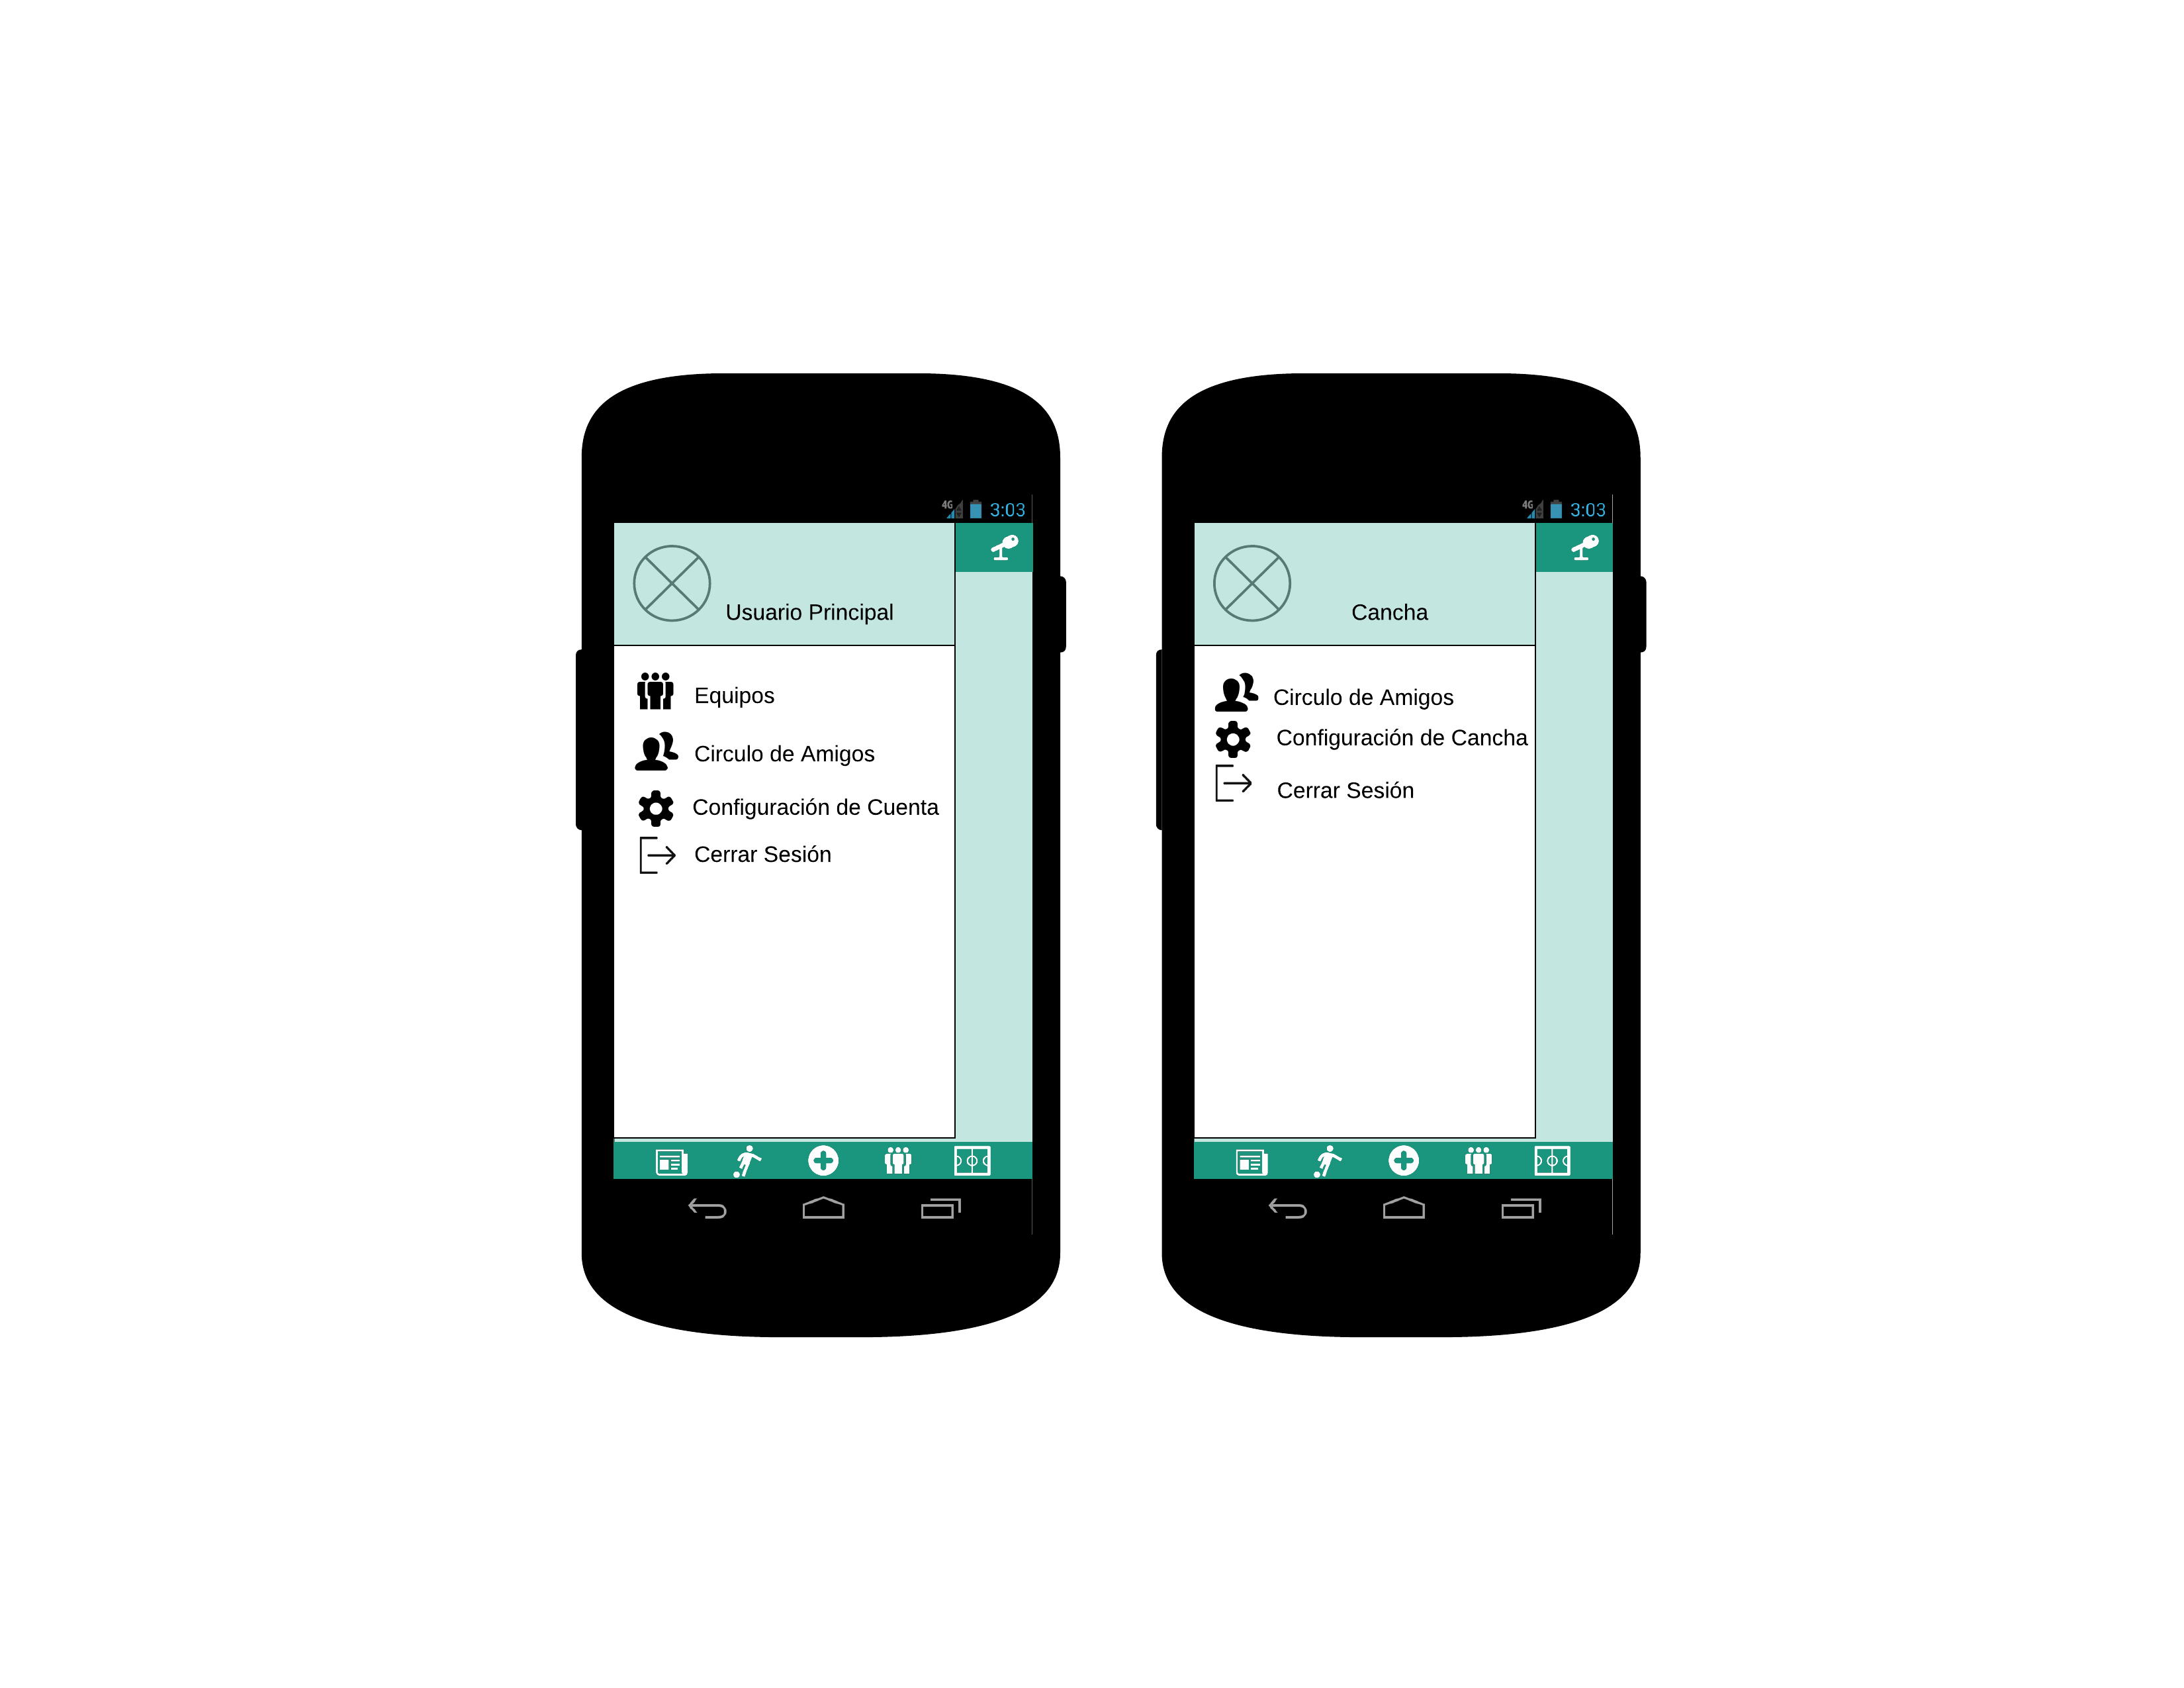 4G 3:03
Usuario Principal
Equipos
Circulo de Amigos
Configuración de Cuenta
Cerrar Sesión
4G 3:03
Cancha
Circulo de Amigos
Configuración de Cancha
Cerrar Sesión